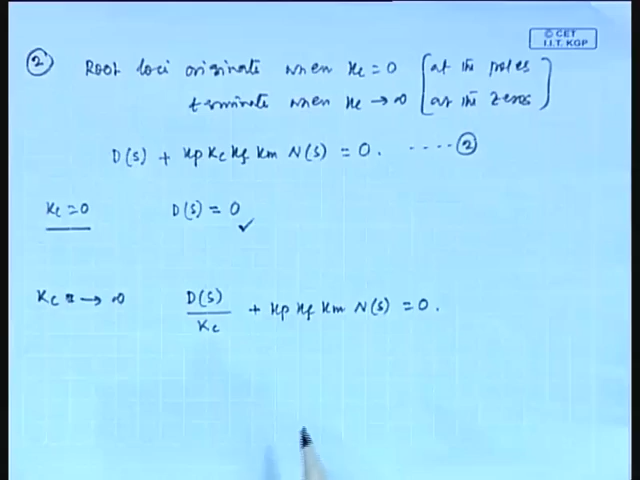 © CET
I.I.T. KGP
② Root loci originate when Kc = 0 [at the poles
terminate when Kc → ∞ at the zeros]
D(s) + Kp Kc Kf Km N(s) = 0. ....②
Kc = 0 D(s) = 0 ✓
Kc → ∞ D(s)/Kc + Kp Kf Km N(s) = 0.